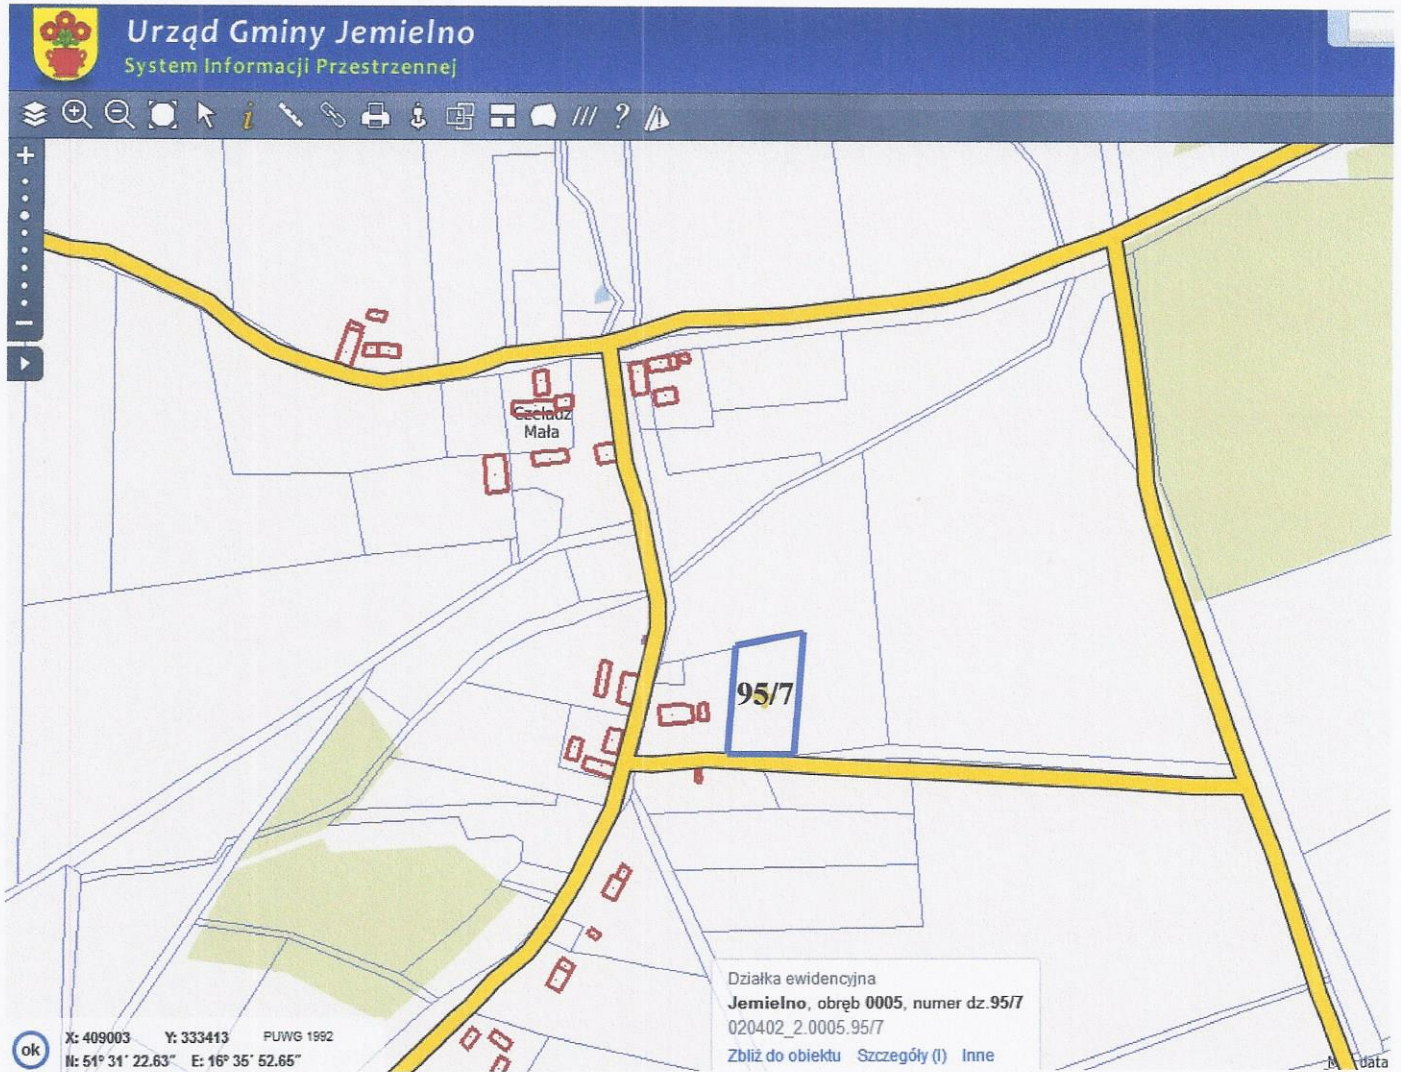 Urząd Gminy Jemielno
System Informacji Przestrzennej
Czeladz
Mała
95/7
Działka ewidencyjna
Jemielno, obręb 0005, numer dz.95/7
020402_2.0005.95/7
Zbliż do obiektu Szczegóły (I) Inne
ok
X: 409003 Y: 333413 PUWG 1992
N: 51° 31' 22.63" E: 16° 35' 52.65"
data